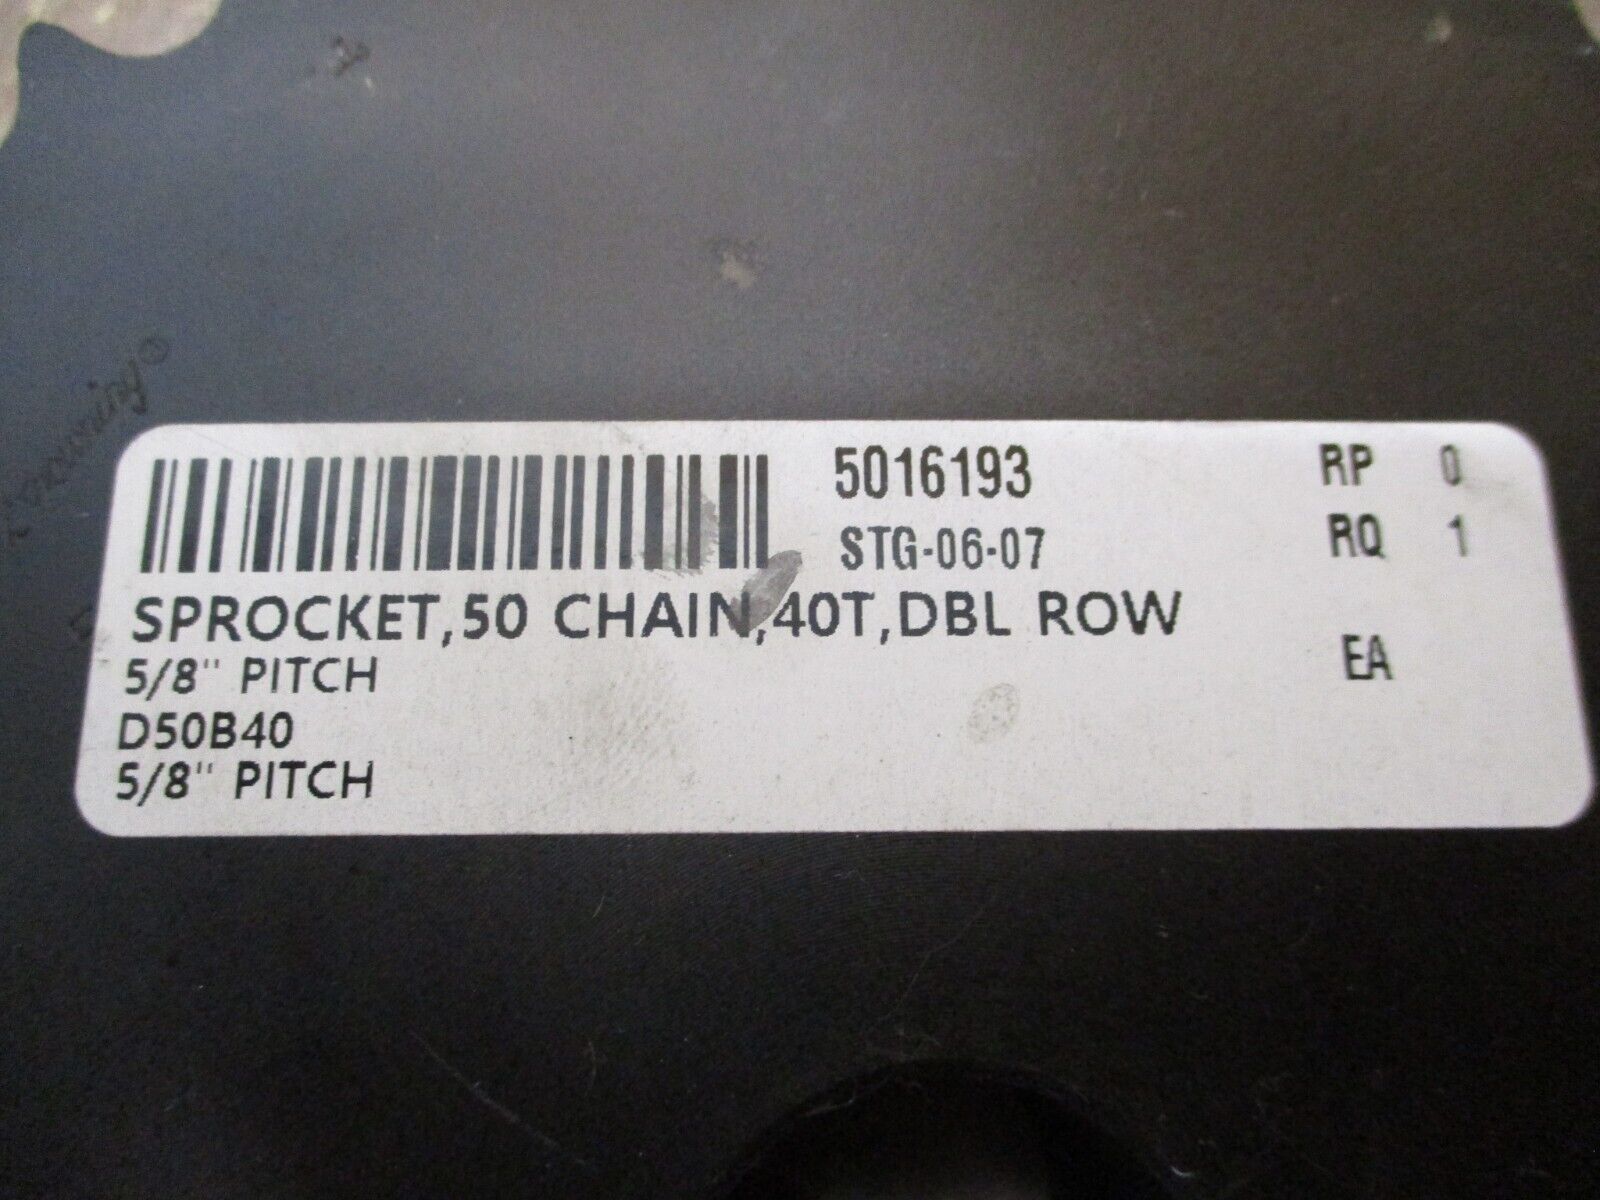 5016193
RP 0
STG-06-07
RQ 1
SPROCKET,50 CHAIN,40T,DBL ROW
5/8" PITCH
EA
D50B40
5/8" PITCH